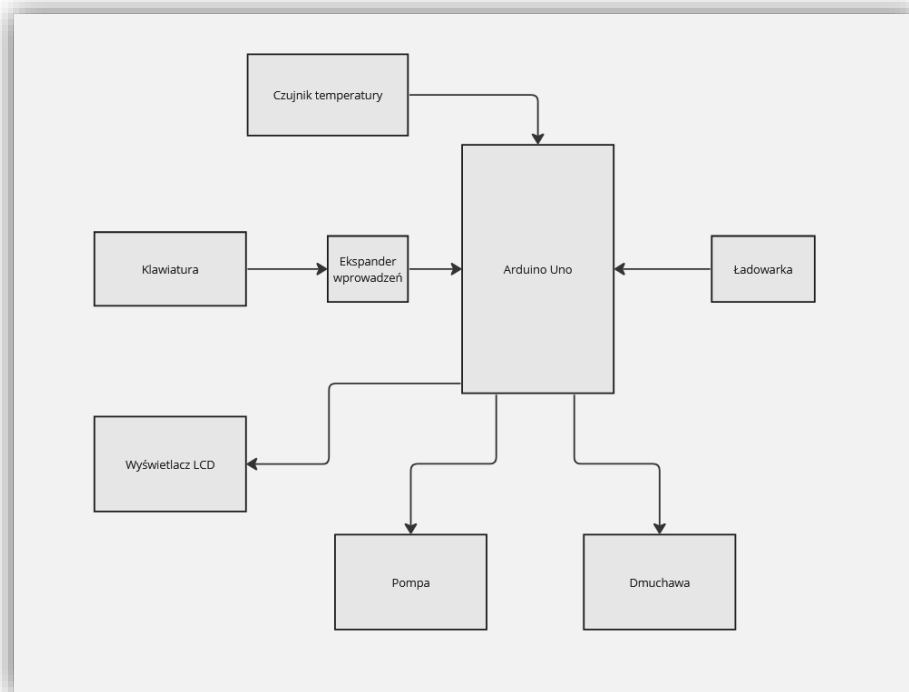 Czujnik temperatury
Klawiatura
Ekspander
wprowadzeń
Arduino Uno
Ładowarka
Wyświetlacz LCD
Pompa
Dmuchawa